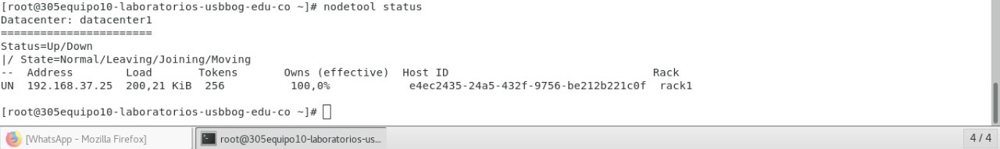 [root@305equipo10-laboratorios-usbbog-edu-co ~]# nodetool status
Datacenter: datacenter1
=======================
Status=Up/Down
|/ State=Normal/Leaving/Joining/Moving
--  Address        Load       Tokens       Owns (effective)  Host ID                               Rack
UN  192.168.37.25  200,21 KiB  256          100,0%            e4ec2435-24a5-432f-9756-be212b221c0f  rack1
[root@305equipo10-laboratorios-usbbog-edu-co ~]#
[WhatsApp - Mozilla Firefox]
root@305equipo10-laboratorios-us...
4 / 4